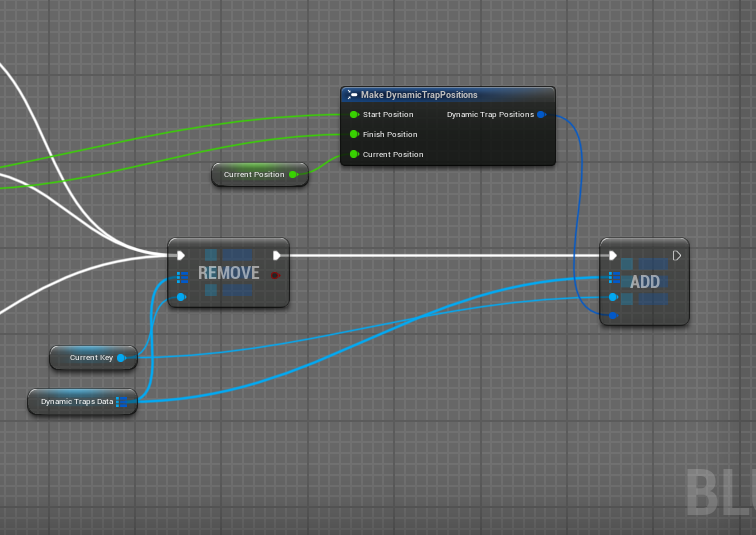 Make DynamicTrapPositions
Start Position
Dynamic Trap Positions
Finish Position
Current Position
Current Position
REMOVE
ADD
Current Key
Dynamic Traps Data
BL